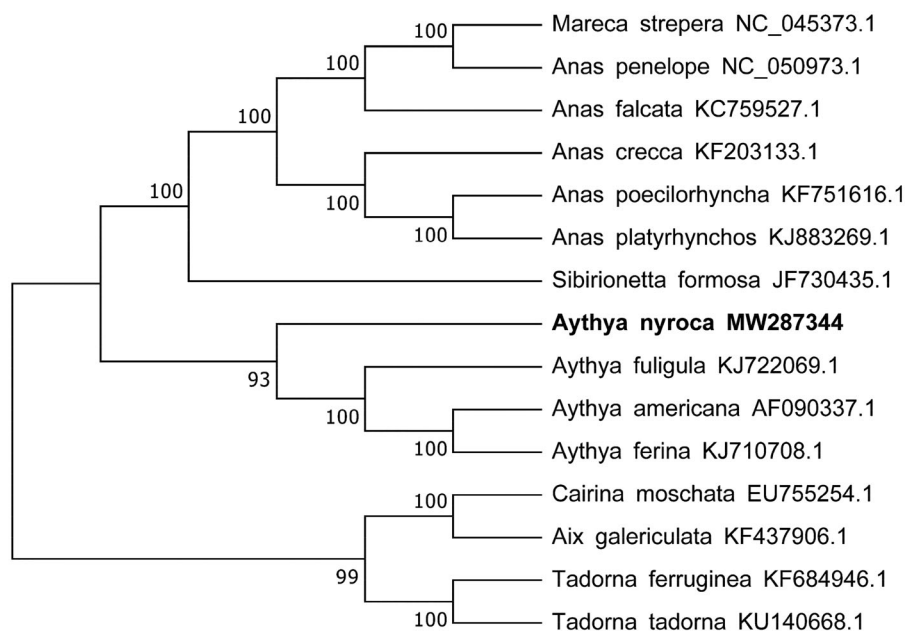 100 Mareca strepera NC_045373.1
100 Anas penelope NC_050973.1
100 Anas falcata KC759527.1
Anas crecca KF203133.1
100 Anas poecilorhyncha KF751616.1
100 100 Anas platyrhynchos KJ883269.1
Sibirionetta formosa JF730435.1
Aythya nyroca MW287344
93 Aythya fuligula KJ722069.1
100 Aythya americana AF090337.1
100 Aythya ferina KJ710708.1
100 Cairina moschata EU755254.1
Aix galericulata KF437906.1
99 Tadorna ferruginea KF684946.1
100 Tadorna tadorna KU140668.1